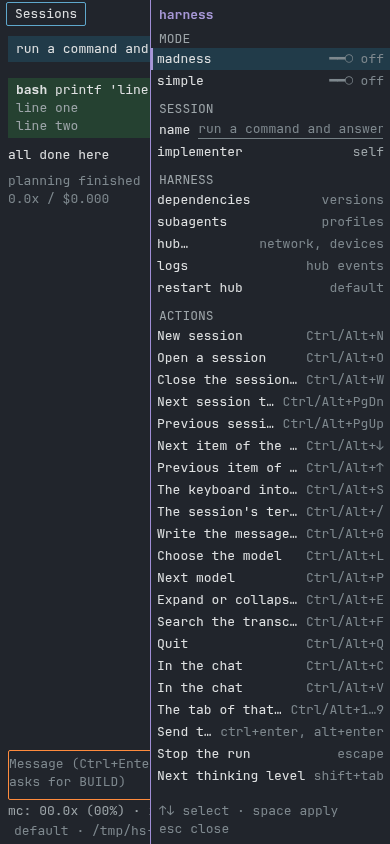 Sessions
run a command and
bash printf 'line
line one
line two
all done here
planning finished
0.0x / $0.000
Message (Ctrl+Ente
asks for BUILD)
mc: 00.0x (00%) ·
default · /tmp/hs-
harness
MODE
madness off
simple off
SESSION
name run a command and answer
implementer self
HARNESS
dependencies versions
subagents profiles
hub… network, devices
logs hub events
restart hub default
ACTIONS
New session Ctrl/Alt+N
Open a session Ctrl/Alt+O
Close the session… Ctrl/Alt+W
Next session t… Ctrl/Alt+PgDn
Previous sessi… Ctrl/Alt+PgUp
Next item of the … Ctrl/Alt+↓
Previous item of … Ctrl/Alt+↑
The keyboard into… Ctrl/Alt+S
The session's ter… Ctrl/Alt+/
Write the message… Ctrl/Alt+G
Choose the model Ctrl/Alt+L
Next model Ctrl/Alt+P
Expand or collaps… Ctrl/Alt+E
Search the transc… Ctrl/Alt+F
Quit Ctrl/Alt+Q
In the chat Ctrl/Alt+C
In the chat Ctrl/Alt+V
The tab of that… Ctrl/Alt+1…9
Send t… ctrl+enter, alt+enter
Stop the run escape
Next thinking level shift+tab
↑↓ select · space apply
esc close